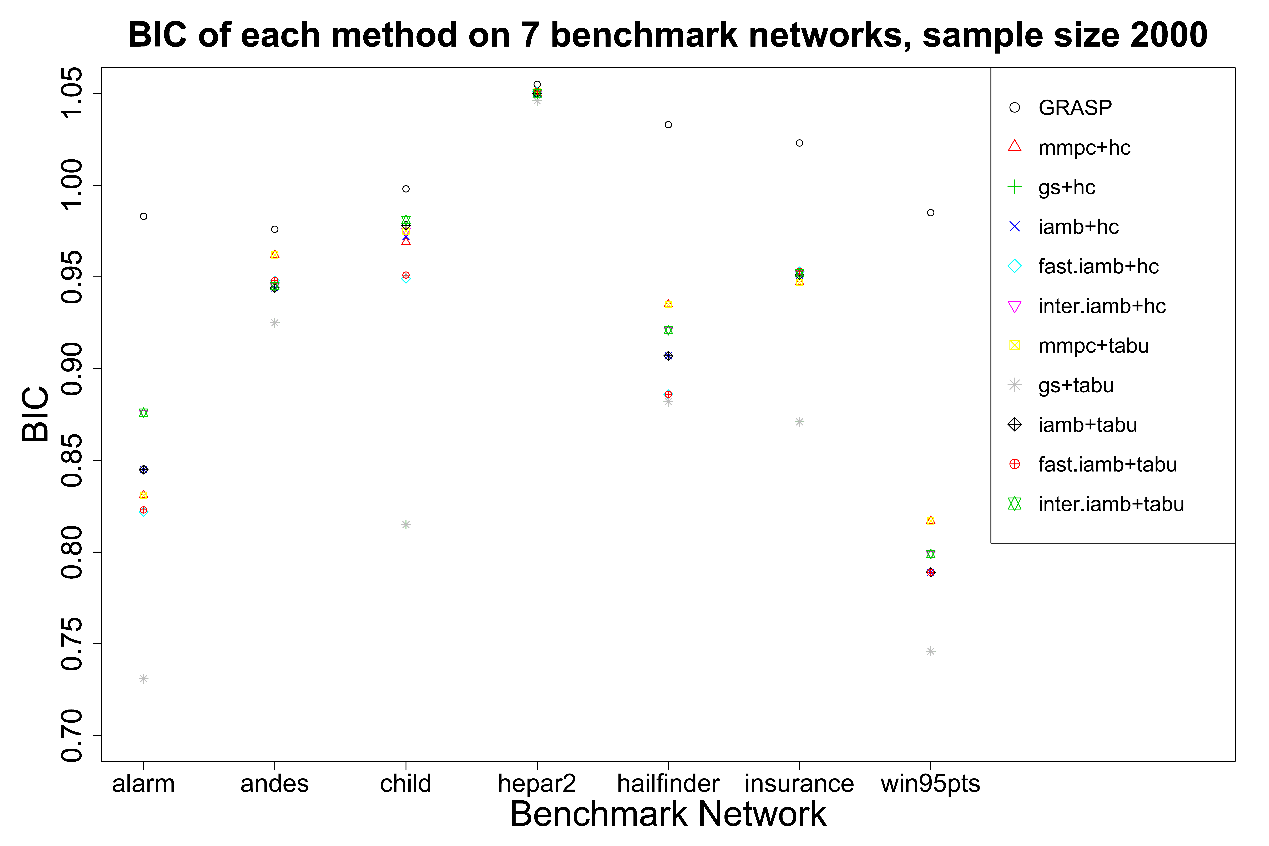 BIC of each method on 7 benchmark networks, sample size 2000
BIC
1.05
1.00
0.95
0.90
0.85
0.80
0.75
0.70
alarm
andes
child
hepar2
hailfinder
insurance
win95pts
Benchmark Network
GRASP
mmpc+hc
gs+hc
iamb+hc
fast.iamb+hc
inter.iamb+hc
mmpc+tabu
gs+tabu
iamb+tabu
fast.iamb+tabu
inter.iamb+tabu